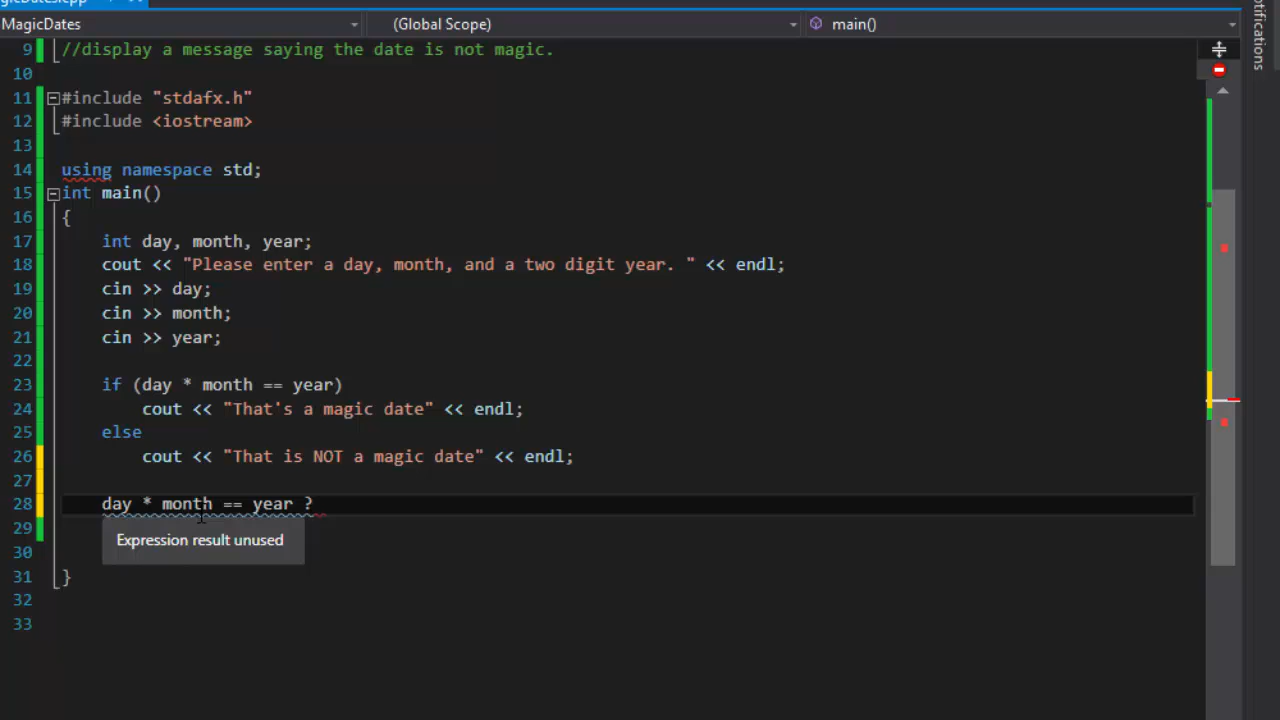 MagicDates (Global Scope) main()
9 //display a message saying the date is not magic.
10
11 #include "stdafx.h"
12 #include <iostream>
13
14 using namespace std;
15 int main()
16 {
17 int day, month, year;
18 cout << "Please enter a day, month, and a two digit year. " << endl;
19 cin >> day;
20 cin >> month;
21 cin >> year;
22
23 if (day * month == year)
24 cout << "That's a magic date" << endl;
25 else
26 cout << "That is NOT a magic date" << endl;
27
28 day * month == year ?
29
Expression result unused
30
31 }
32
33